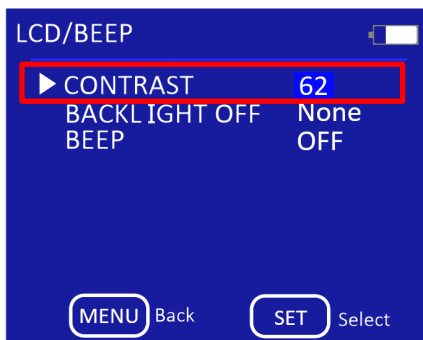 LCD/BEEP
CONTRAST 62
BACKLIGHT OFF None
BEEP OFF
MENU Back SET Select